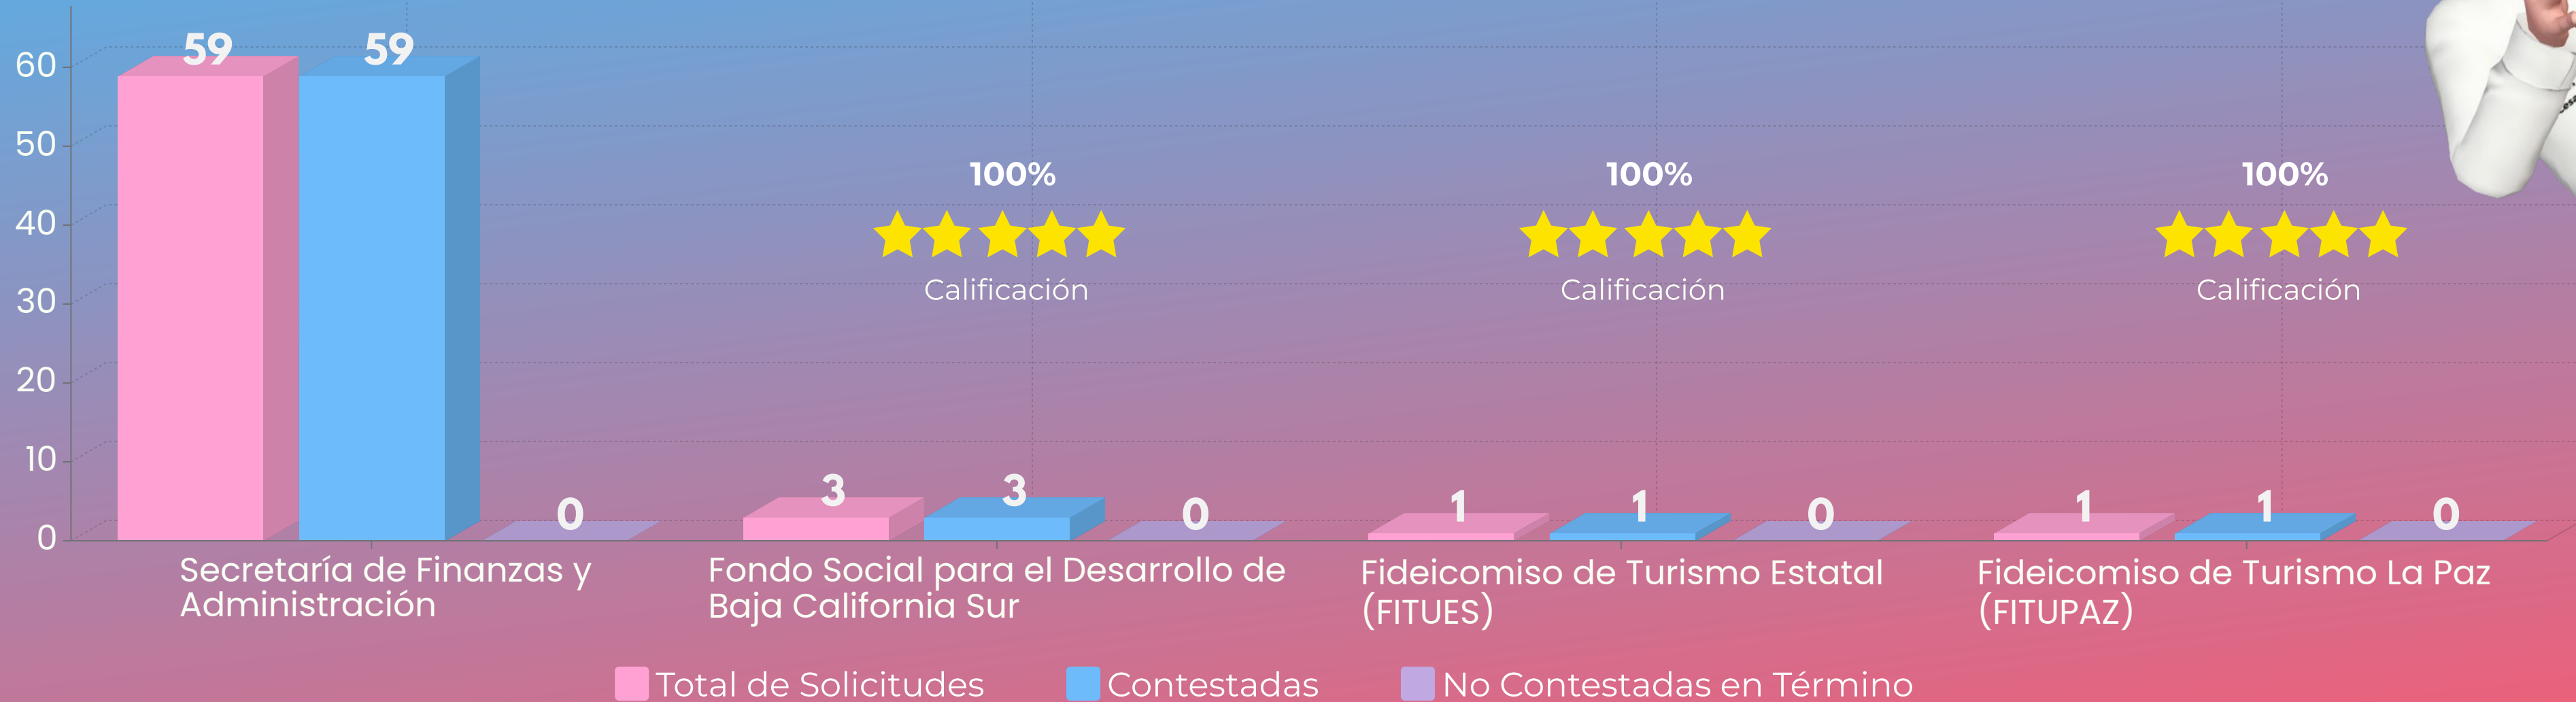 60
50
40
30
20
10
0
59
59
0
3
3
0
1
1
0
1
1
0
100%
Calificación
100%
Calificación
100%
Calificación
Secretaría de Finanzas y
Administración
Fondo Social para el Desarrollo de
Baja California Sur
Fideicomiso de Turismo Estatal
(FITUES)
Fideicomiso de Turismo La Paz
(FITUPAZ)
Total de Solicitudes
Contestadas
No Contestadas en Término